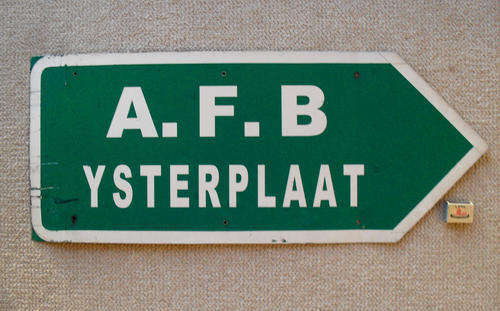 A. F. B
YSTERPLAAT